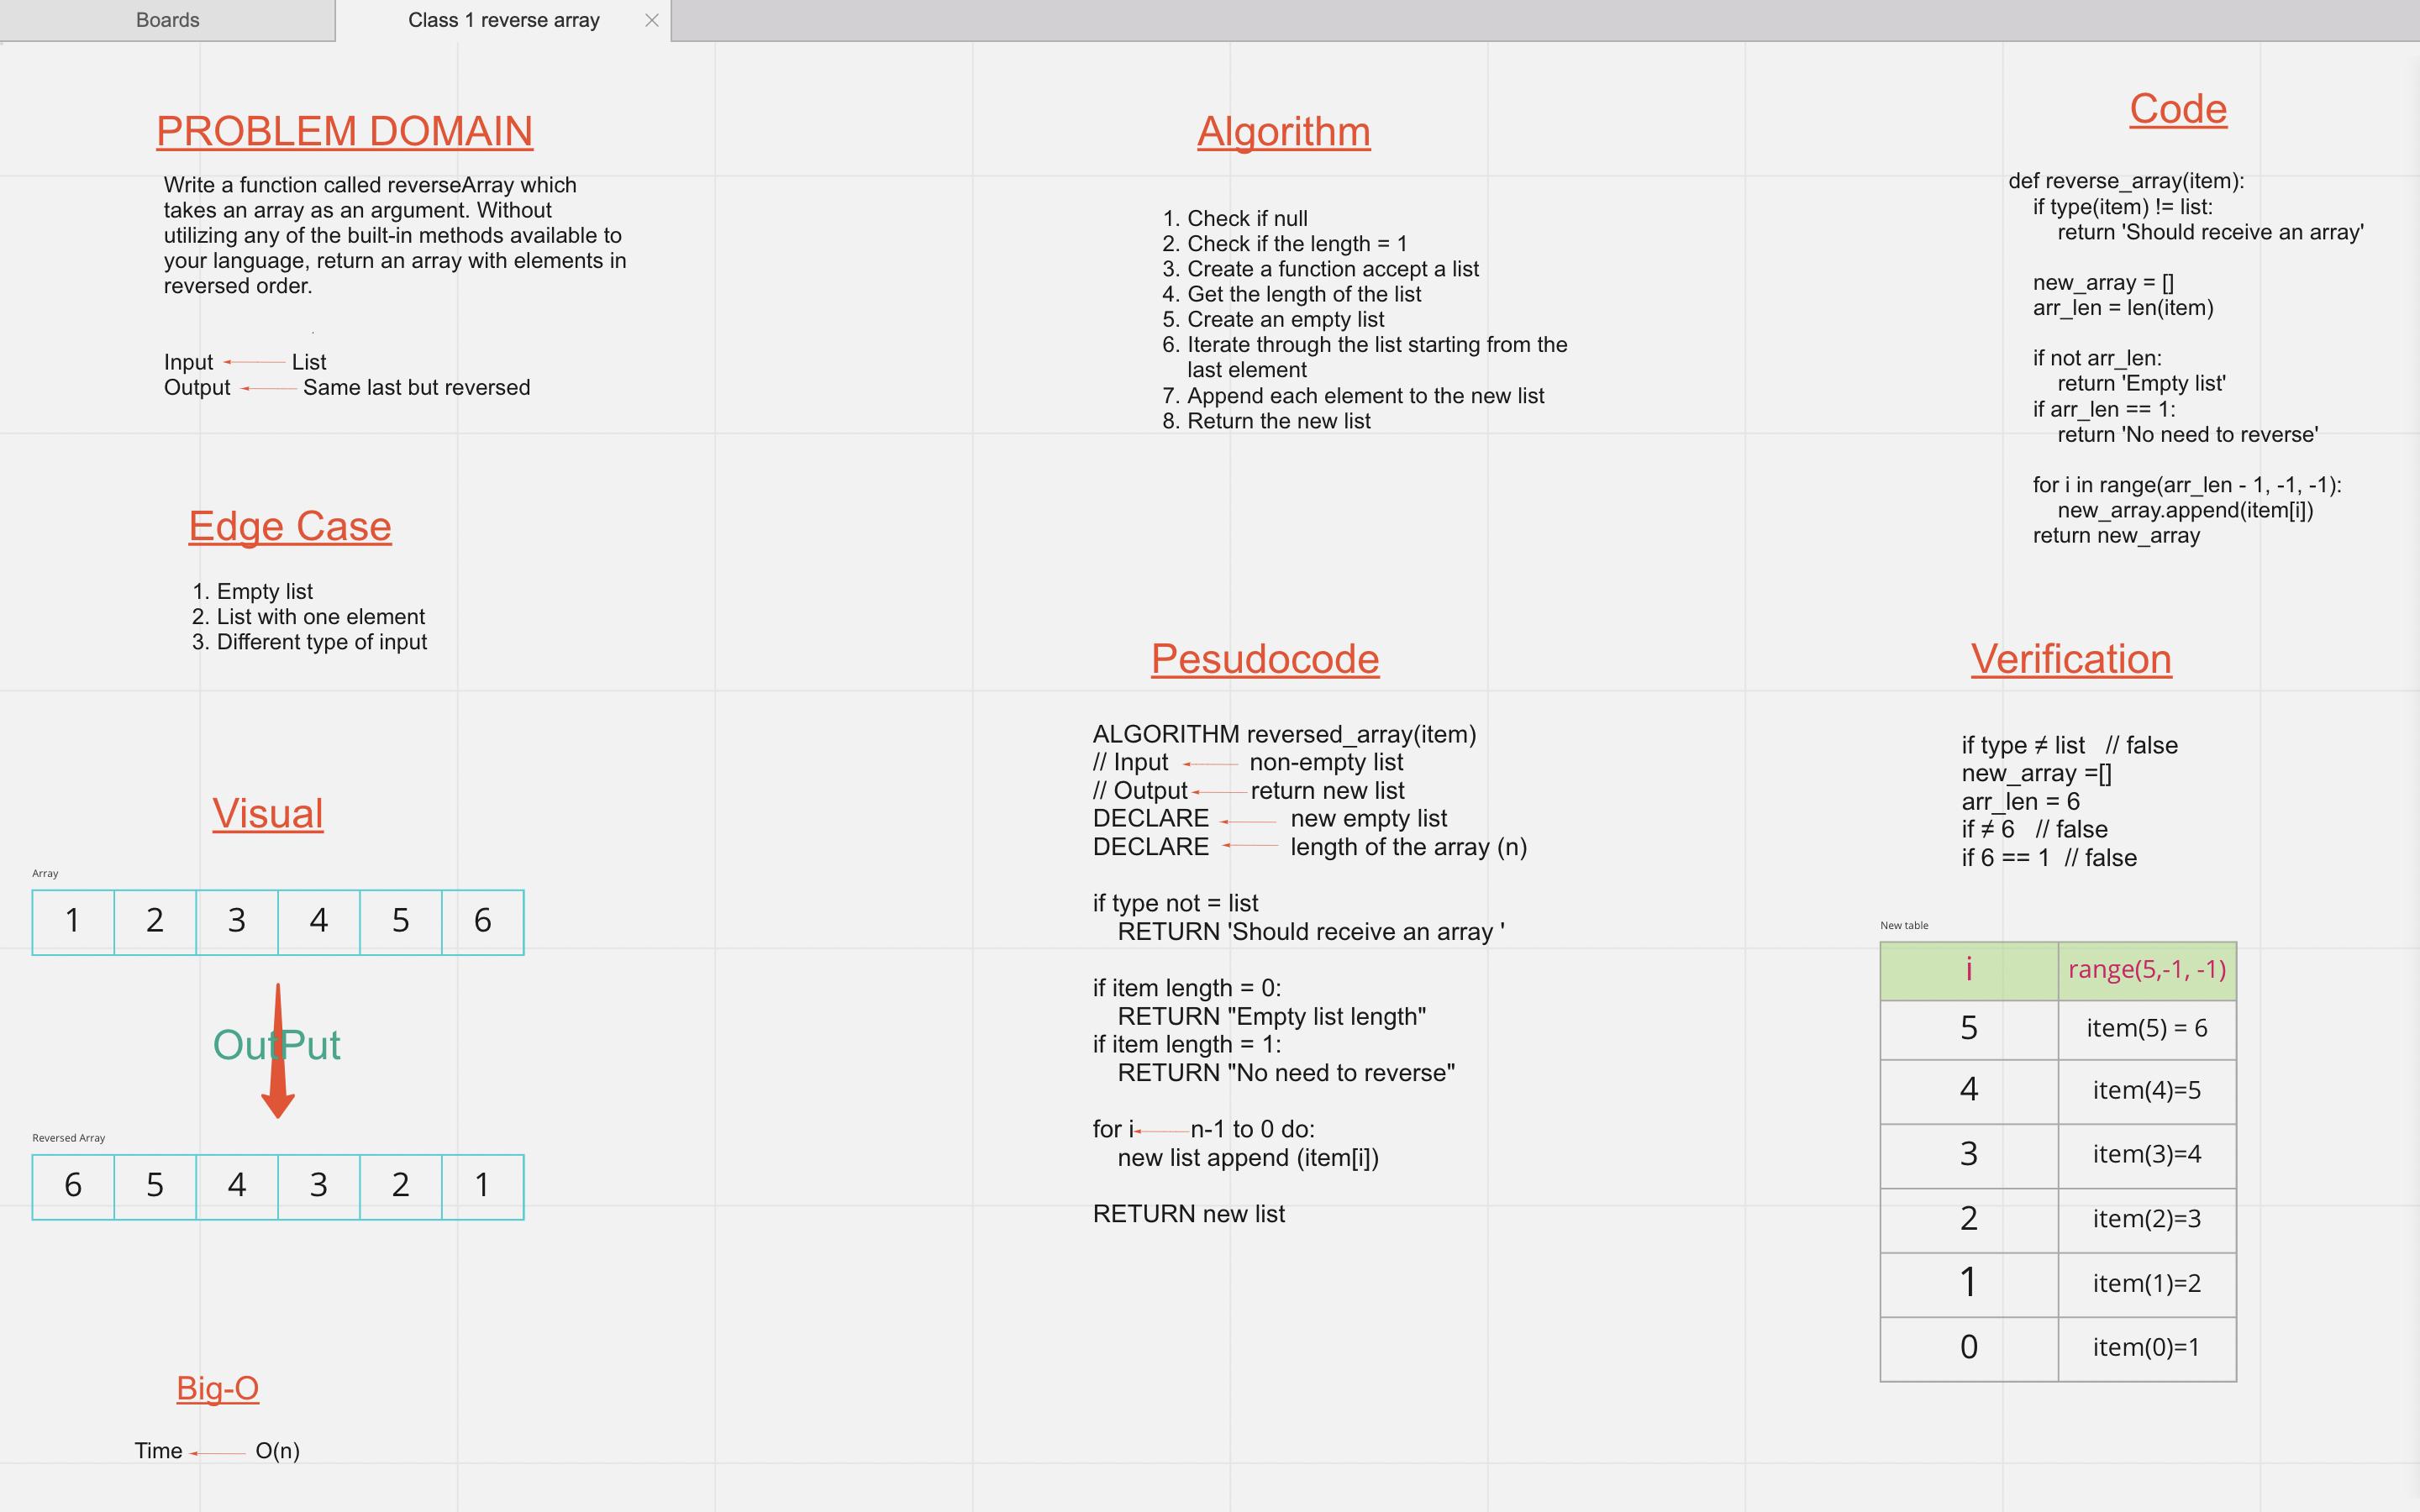 Boards
Class 1 reverse array
PROBLEM DOMAIN
Write a function called reverseArray which
takes an array as an argument. Without
utilizing any of the built-in methods available to
your language, return an array with elements in
reversed order.
.
Input List
Output Same last but reversed
Edge Case
1. Empty list
2. List with one element
3. Different type of input
Visual
Array
1 2 3 4 5 6
OutPut
Reversed Array
6 5 4 3 2 1
Big-O
Time O(n)
Algorithm
1. Check if null
2. Check if the length = 1
3. Create a function accept a list
4. Get the length of the list
5. Create an empty list
6. Iterate through the list starting from the
last element
7. Append each element to the new list
8. Return the new list
Pesudocode
ALGORITHM reversed_array(item)
// Input non-empty list
// Output return new list
DECLARE new empty list
DECLARE length of the array (n)
if type not = list
RETURN 'Should receive an array '
if item length = 0:
RETURN "Empty list length"
if item length = 1:
RETURN "No need to reverse"
for i n-1 to 0 do:
new list append (item[i])
RETURN new list
Code
def reverse_array(item):
if type(item) != list:
return 'Should receive an array'
new_array = []
arr_len = len(item)
if not arr_len:
return 'Empty list'
if arr_len == 1:
return 'No need to reverse'
for i in range(arr_len - 1, -1, -1):
new_array.append(item[i])
return new_array
Verification
if type ≠ list // false
new_array =[]
arr_len = 6
if ≠ 6 // false
if 6 == 1 // false
New table
i range(5,-1, -1)
5 item(5) = 6
4 item(4)=5
3 item(3)=4
2 item(2)=3
1 item(1)=2
0 item(0)=1